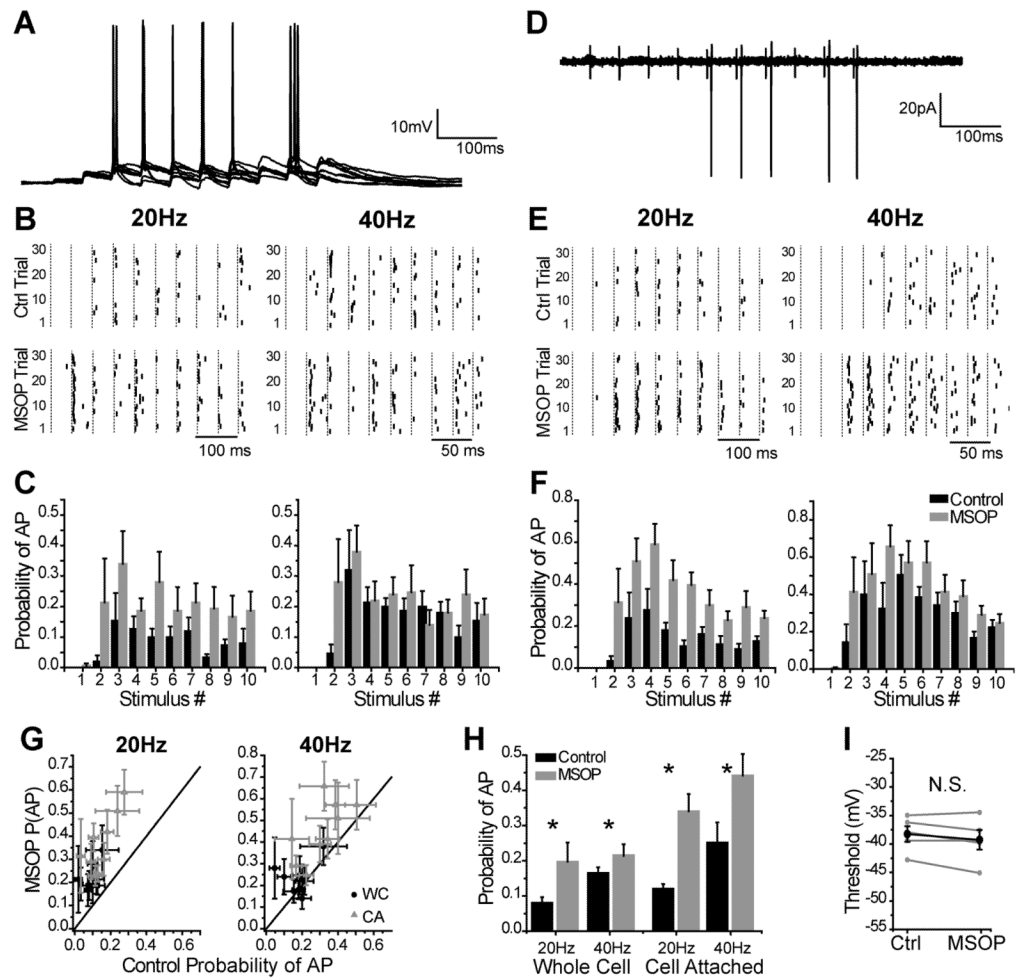 A
10mV
100ms
D
20pA
100ms
B
20Hz
40Hz
Ctrl Trial
30
20
10
1
MSOP Trial
30
20
10
1
100 ms
50 ms
E
20Hz
40Hz
Ctrl Trial
30
20
10
1
MSOP Trial
30
20
10
1
100 ms
50 ms
C
Probability of AP
0.5
0.4
0.3
0.2
0.1
0.0
1 2 3 4 5 6 7 8 9 10
Stimulus #
0.5
0.4
0.3
0.2
0.1
0.0
1 2 3 4 5 6 7 8 9 10
Stimulus #
F
Probability of AP
0.8
0.6
0.4
0.2
0.0
1 2 3 4 5 6 7 8 9 10
Stimulus #
Control
MSOP
0.8
0.6
0.4
0.2
0.0
1 2 3 4 5 6 7 8 9 10
Stimulus #
G
20Hz
40Hz
MSOP P(AP)
0.7
0.6
0.5
0.4
0.3
0.2
0.1
0.0
0.0 0.2 0.4 0.6
0.8
0.7
0.6
0.5
0.4
0.3
0.2
0.1
0.0
WC
CA
0.0 0.2 0.4 0.6
Control Probability of AP
H
Control
MSOP
Probability of AP
0.5
0.4
0.3
0.2
0.1
0
* * * *
20Hz 40Hz 20Hz 40Hz
Whole Cell Cell Attached
I
N.S.
Threshold (mV)
-25
-30
-35
-40
-45
-50
-55
Ctrl MSOP